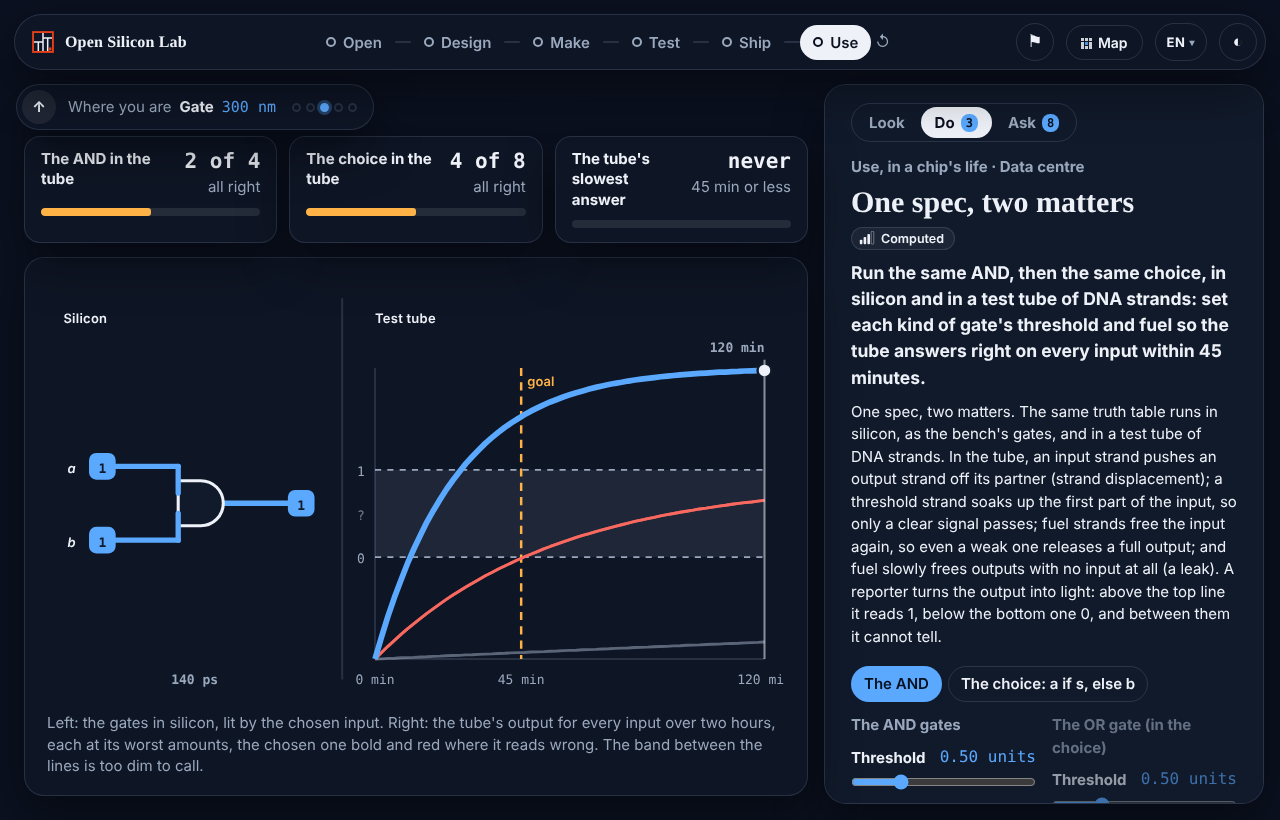 Open Silicon Lab
Open
Design
Make
Test
Ship
Use
Map
EN
Where you are Gate 300 nm
The AND in the tube
2 of 4
all right
The choice in the tube
4 of 8
all right
The tube's slowest answer
never
45 min or less
Silicon
a
1
b
1
1
140 ps
Test tube
120 min
goal
1
?
0
0 min
45 min
120 mi
Left: the gates in silicon, lit by the chosen input. Right: the tube's output for every input over two hours,
each at its worst amounts, the chosen one bold and red where it reads wrong. The band between the
lines is too dim to call.
Look
Do 3
Ask 8
Use, in a chip's life · Data centre
One spec, two matters
Computed
Run the same AND, then the same choice, in
silicon and in a test tube of DNA strands: set
each kind of gate's threshold and fuel so the
tube answers right on every input within 45
minutes.
One spec, two matters. The same truth table runs in
silicon, as the bench's gates, and in a test tube of
DNA strands. In the tube, an input strand pushes an
output strand off its partner (strand displacement); a
threshold strand soaks up the first part of the input, so
only a clear signal passes; fuel strands free the input
again, so even a weak one releases a full output; and
fuel slowly frees outputs with no input at all (a leak). A
reporter turns the output into light: above the top line
it reads 1, below the bottom one 0, and between them
it cannot tell.
The AND
The choice: a if s, else b
The AND gates
Threshold 0.50 units
The OR gate (in the
choice)
Threshold 0.50 units